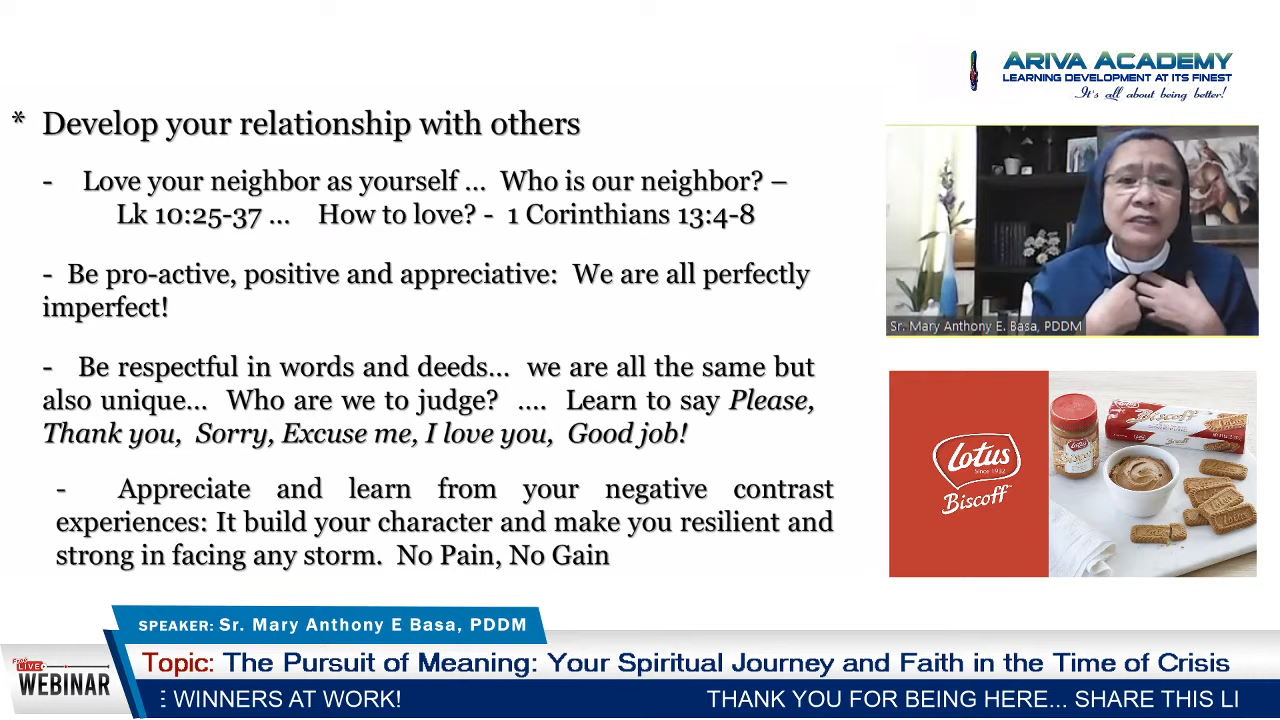 ARIVA ACADEMY
LEARNING DEVELOPMENT AT ITS FINEST
It's all about being better!
* Develop your relationship with others
- Love your neighbor as yourself ... Who is our neighbor? –
Lk 10:25-37 ... How to love? - 1 Corinthians 13:4-8
- Be pro-active, positive and appreciative: We are all perfectly
imperfect!
- Be respectful in words and deeds... we are all the same but
also unique... Who are we to judge? .... Learn to say Please,
Thank you, Sorry, Excuse me, I love you, Good job!
- Appreciate and learn from your negative contrast
experiences: It build your character and make you resilient and
strong in facing any storm. No Pain, No Gain
Sr. Mary Anthony E. Basa, PDDM
Lotus
Since 1932
Biscoff
Lotus
Biscoff
SPEAKER: Sr. Mary Anthony E Basa, PDDM
Free
LIVE
WEBINAR
Topic: The Pursuit of Meaning: Your Spiritual Journey and Faith in the Time of Crisis
E WINNERS AT WORK! THANK YOU FOR BEING HERE... SHARE THIS LI